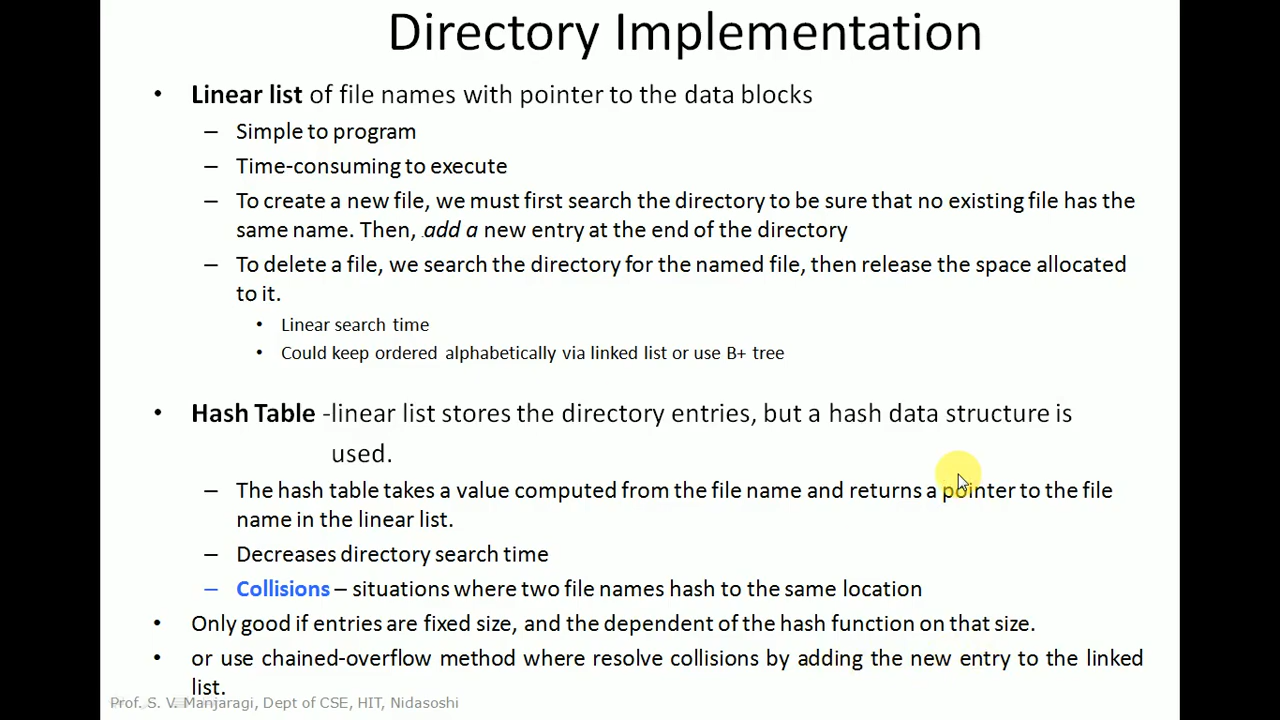 Directory Implementation
• Linear list of file names with pointer to the data blocks
– Simple to program
– Time-consuming to execute
– To create a new file, we must first search the directory to be sure that no existing file has the
same name. Then, .add a new entry at the end of the directory
– To delete a file, we search the directory for the named file, then release the space allocated
to it.
• Linear search time
• Could keep ordered alphabetically via linked list or use B+ tree
• Hash Table -linear list stores the directory entries, but a hash data structure is
used.
– The hash table takes a value computed from the file name and returns a pointer to the file
name in the linear list.
– Decreases directory search time
– Collisions – situations where two file names hash to the same location
• Only good if entries are fixed size, and the dependent of the hash function on that size.
• or use chained-overflow method where resolve collisions by adding the new entry to the linked
list.
Prof. S. V. Manjaragi, Dept of CSE, HIT, Nidasoshi